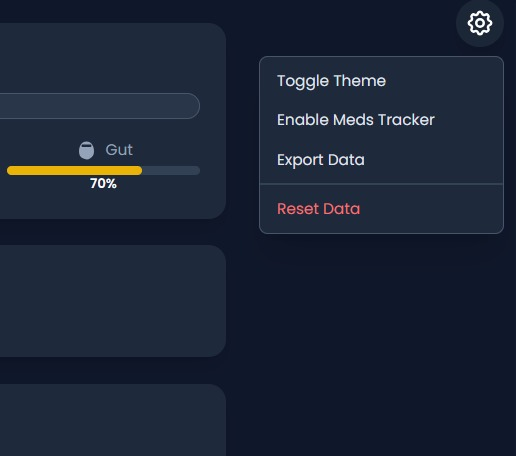 Toggle Theme
Enable Meds Tracker
Export Data
Reset Data
Gut
70%